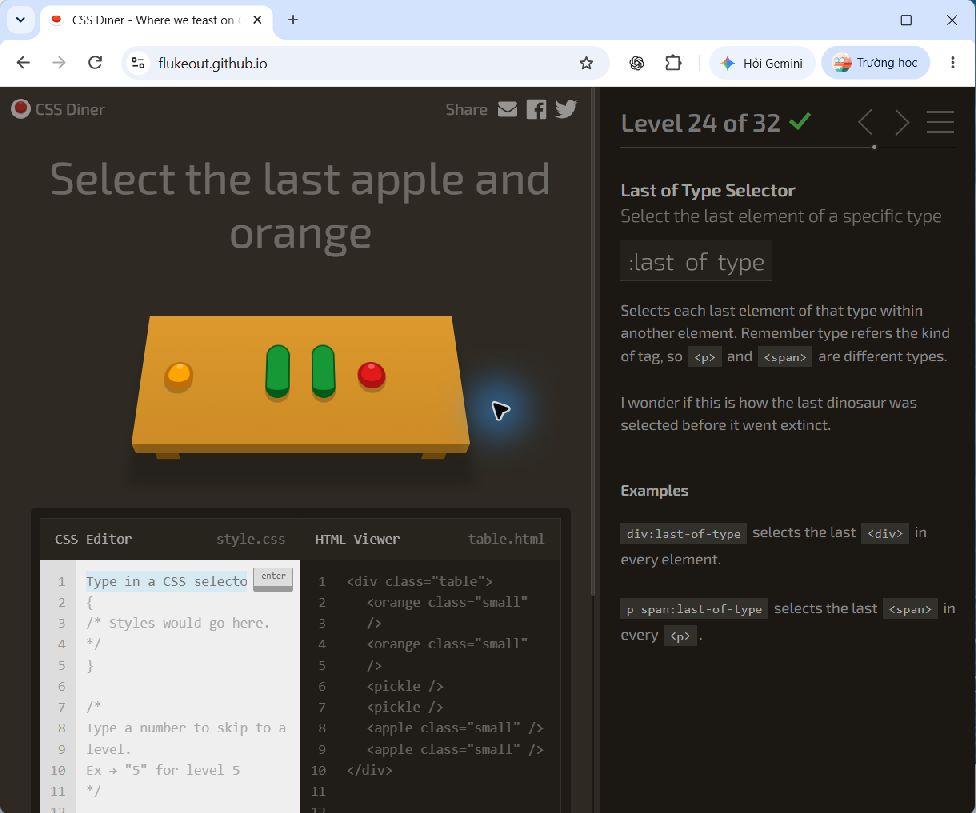 CSS Diner - Where we feast on
flukeout.github.io
Hỏi Gemini
Trường học
CSS Diner
Share
Select the last apple and
orange
CSS Editor
style.css
HTML Viewer
table.html
1
2
3
4
5
6
7
8
9
10
11
12
Type in a CSS selecto
enter
{
/* Styles would go here.
*/
}
/*
Type a number to skip to a
level.
Ex → "5" for level 5
*/
1
2
3
4
5
6
7
8
9
10
11
12
<div class="table">
<orange class="small"
/>
<orange class="small"
/>
<pickle />
<pickle />
<apple class="small" />
<apple class="small" />
</div>
Level 24 of 32
Last of Type Selector
Select the last element of a specific type
:last_of_type
Selects each last element of that type within
another element. Remember type refers the kind
of tag, so <p> and <span> are different types.
I wonder if this is how the last dinosaur was
selected before it went extinct.
Examples
div:last-of-type selects the last <div> in
every element.
p span:last-of-type selects the last <span> in
every <p>.